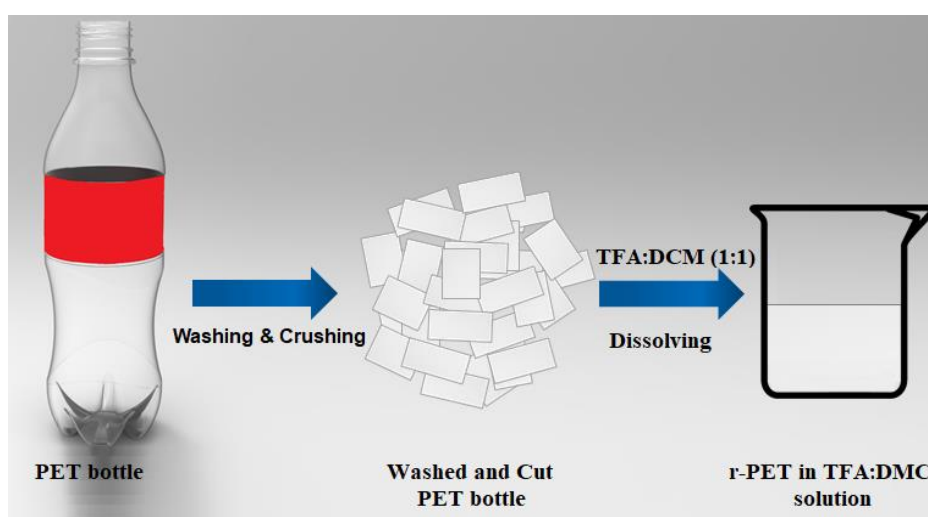 TFA:DCM (1:1)
Washing & Crushing
Dissolving
PET bottle
Washed and Cut
PET bottle
r-PET in TFA:DMC
solution